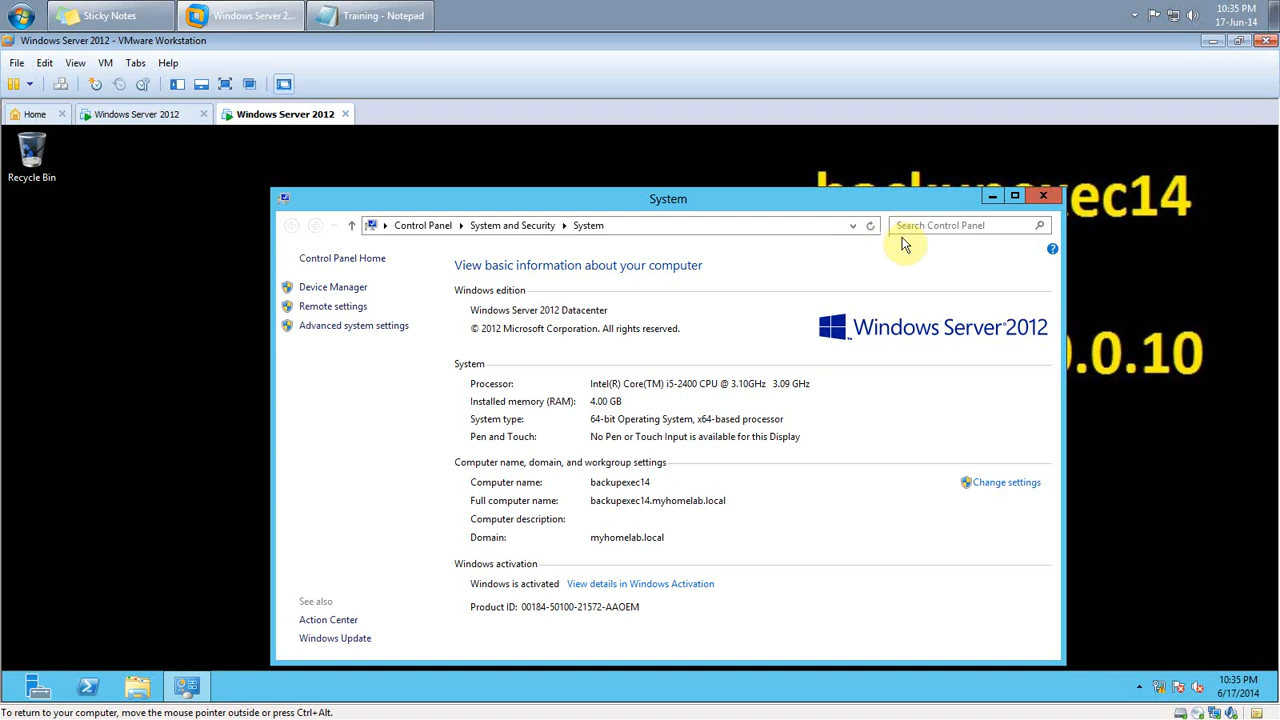 Sticky Notes
Windows Server 2...
Training - Notepad
10:35 PM
17-Jun-14
Windows Server 2012 - VMware Workstation
File Edit View VM Tabs Help
Home
Windows Server 2012
Windows Server 2012
Recycle Bin
System
Control Panel
System and Security
System
Search Control Panel
Control Panel Home
Device Manager
Remote settings
Advanced system settings
View basic information about your computer
Windows edition
Windows Server 2012 Datacenter
© 2012 Microsoft Corporation. All rights reserved.
Windows Server 2012
System
Processor: Intel(R) Core(TM) i5-2400 CPU @ 3.10GHz 3.09 GHz
Installed memory (RAM): 4.00 GB
System type: 64-bit Operating System, x64-based processor
Pen and Touch: No Pen or Touch Input is available for this Display
Computer name, domain, and workgroup settings
Computer name: backupexec14
Change settings
Full computer name: backupexec14.myhomelab.local
Computer description:
Domain: myhomelab.local
Windows activation
Windows is activated View details in Windows Activation
Product ID: 00184-50100-21572-AAOEM
See also
Action Center
Windows Update
exec14
.0.10
10:35 PM
6/17/2014
To return to your computer, move the mouse pointer outside or press Ctrl+Alt.